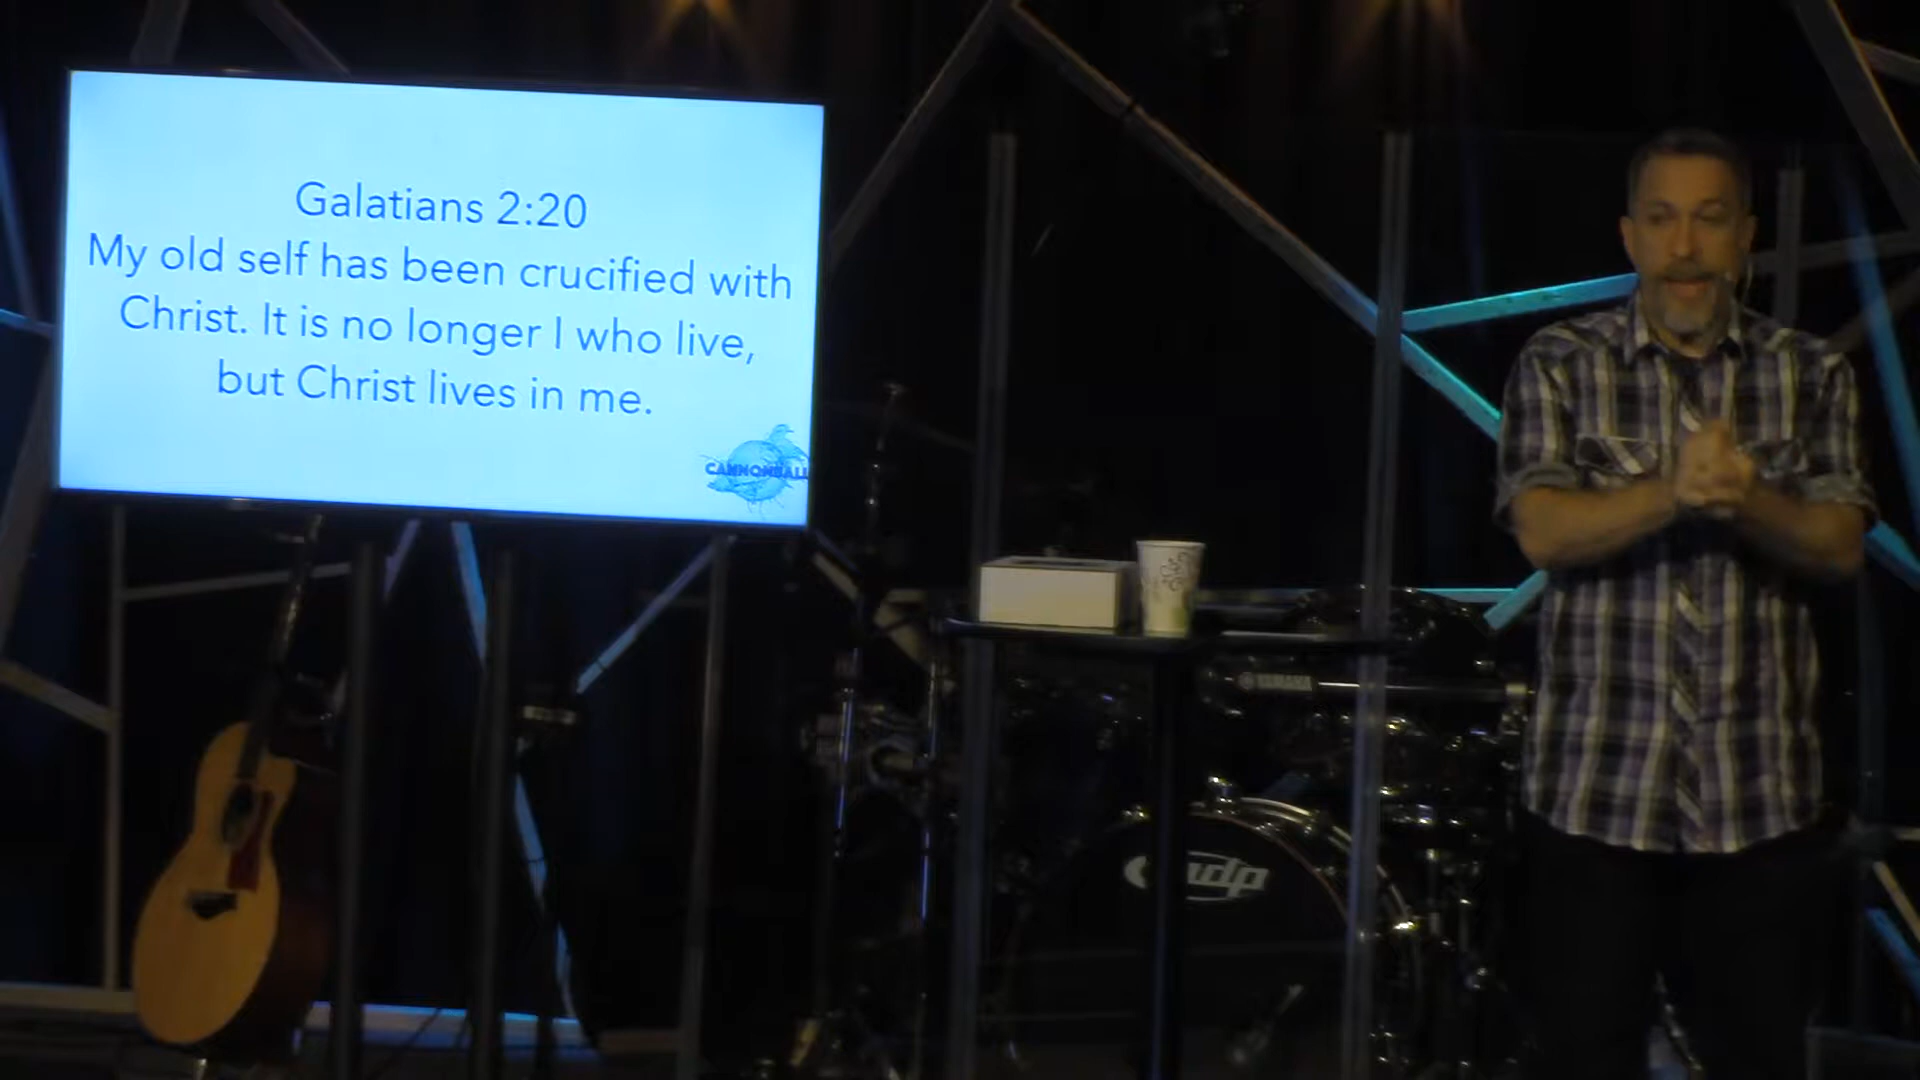 Galatians 2:20
My old self has been crucified with
Christ. It is no longer I who live,
but Christ lives in me.
CANNONBALL
YAMAHA
pdp